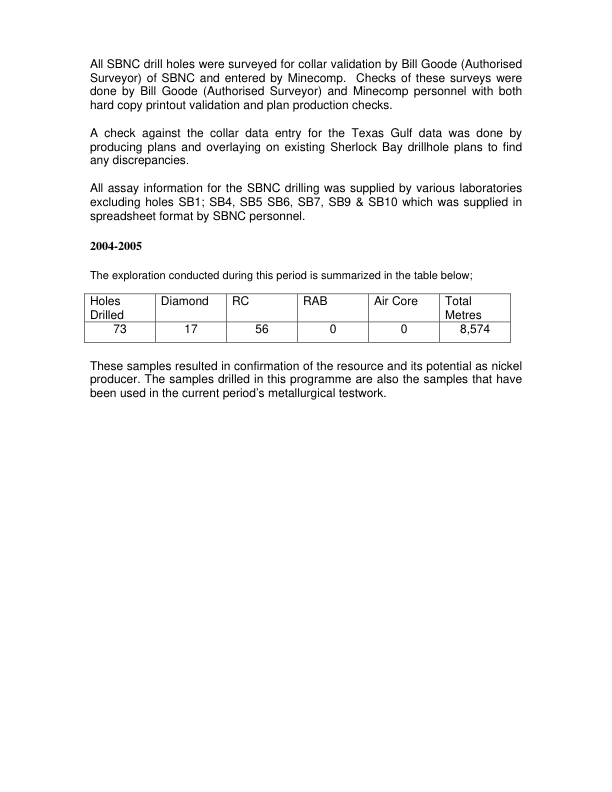 All SBNC drill holes were surveyed for collar validation by Bill Goode (Authorised
Surveyor) of SBNC and entered by Minecomp.  Checks of these surveys were
done by Bill Goode (Authorised Surveyor) and Minecomp personnel with both
hard copy printout validation and plan production checks.
A check against the collar data entry for the Texas Gulf data was done by
producing plans and overlaying on existing Sherlock Bay drillhole plans to find
any discrepancies.
All assay information for the SBNC drilling was supplied by various laboratories
excluding holes SB1; SB4, SB5 SB6, SB7, SB9 & SB10 which was supplied in
spreadsheet format by SBNC personnel.
2004-2005
The exploration conducted during this period is summarized in the table below;
Holes Drilled Diamond RC RAB Air Core Total Metres
73 17 56 0 0 8,574
These samples resulted in confirmation of the resource and its potential as nickel
producer. The samples drilled in this programme are also the samples that have
been used in the current period's metallurgical testwork.